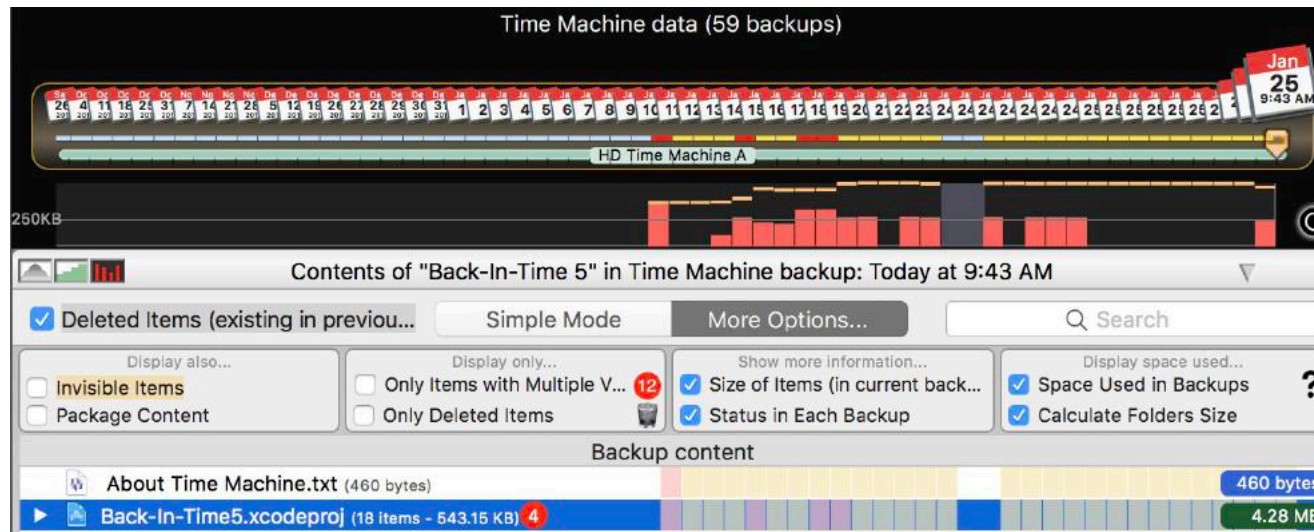 Time Machine data (59 backups)
Jan
25
9:43 AM
HD Time Machine A
250KB
Contents of "Back-In-Time 5" in Time Machine backup: Today at 9:43 AM
Deleted Items (existing in previou... Simple Mode More Options... Search
Display also... Display only... Show more information... Display space used...
Invisible Items Only Items with Multiple V... 12 Size of Items (in current back... Space Used in Backups ?
Package Content Only Deleted Items Status in Each Backup Calculate Folders Size
Backup content
About Time Machine.txt (460 bytes) 460 bytes
Back-In-Time5.xcodeproj (18 items - 543.15 KB) 4 4.28 MB